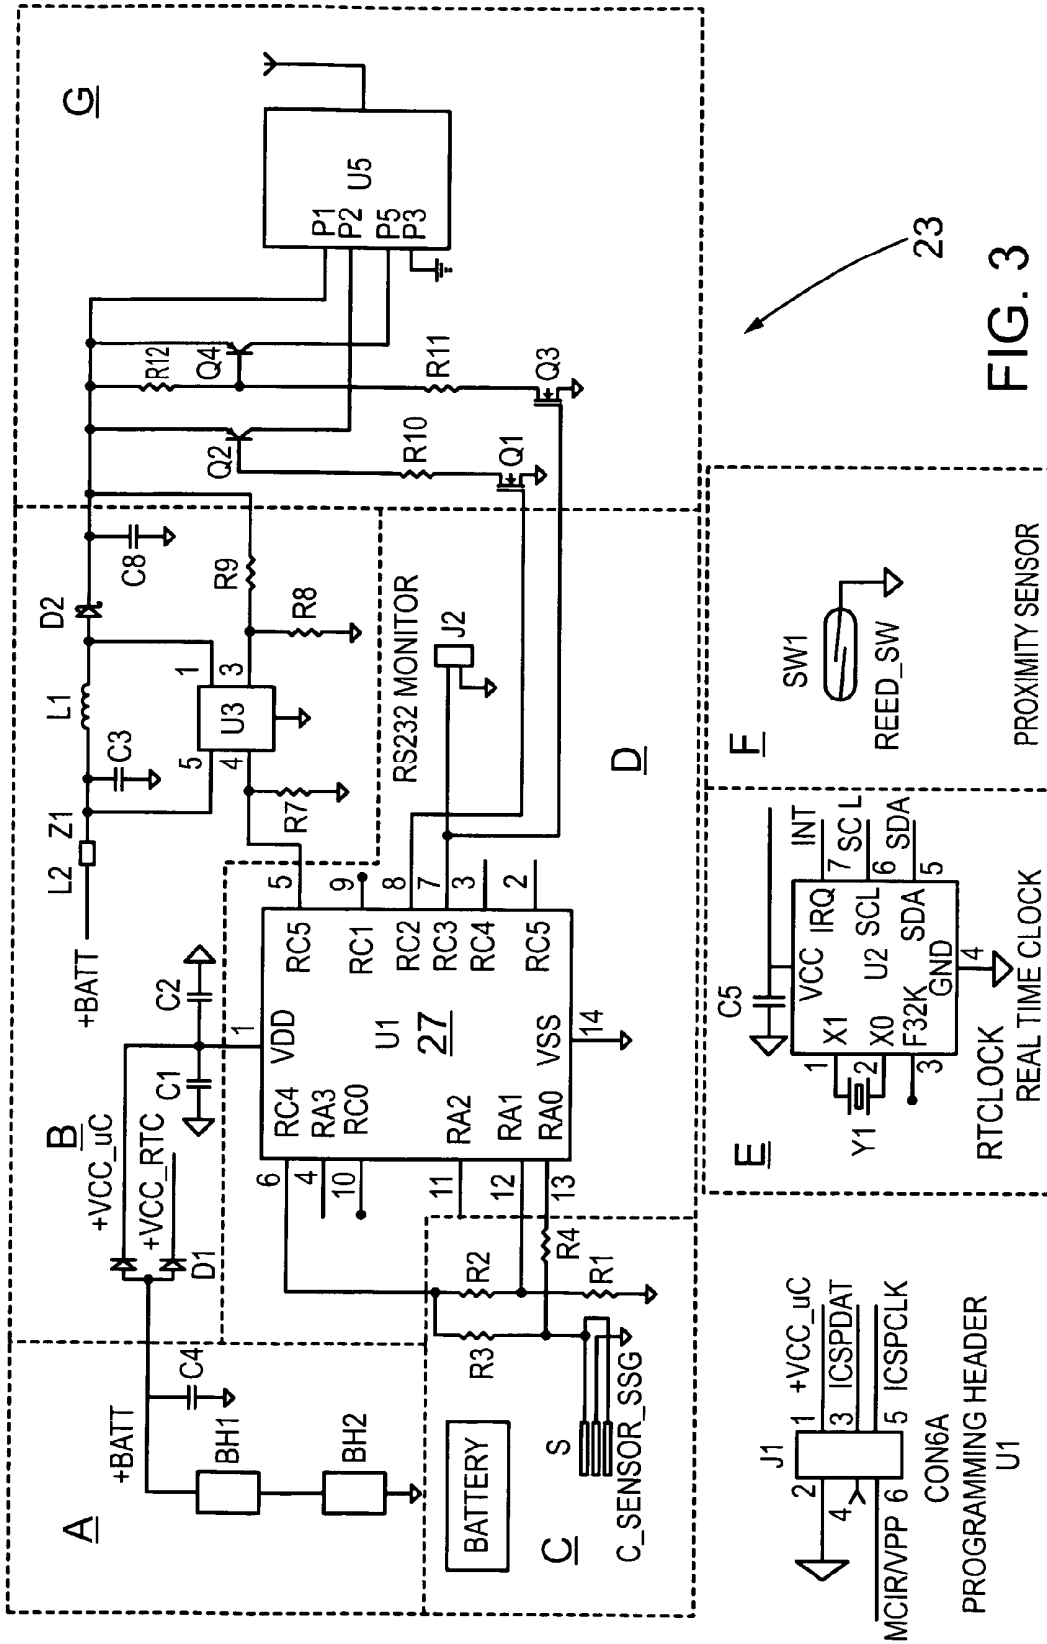 A
+BATT
C4
BH1
BH2
B
+VCC_uC
+VCC_RTC
D1
C1
C2
+BATT
L2
Z1
C3
L1
D2
C8
5
4
U3
1
3
R7
R8
R9
G
Q2
R12
Q4
R10
R11
Q1
Q3
P1
P2
P5
P3
U5
BATTERY
C
S
C_SENSOR_SSG
R3
R2
R4
R1
6
4
10
11
12
13
RC4
RA3
RC0
RA2
RA1
RA0
1
VDD
U1
27
VSS
14
RC5
RC1
RC2
RC3
RC4
RC5
5
9
8
7
3
2
RS232 MONITOR
J2
D
J1
2
4
MCIR/VPP 6
1
+VCC_uC
3
ICSPDAT
5
ICSPCLK
CON6A
PROGRAMMING HEADER
U1
E
C5
Y1
1
2
3
X1
X0
F32K
VCC
U2
GND
4
IRQ
SCL
SDA
INT
7
SCL
6
SDA
5
RTCLOCK
REAL TIME CLOCK
F
SW1
REED_SW
PROXIMITY SENSOR
23
FIG. 3